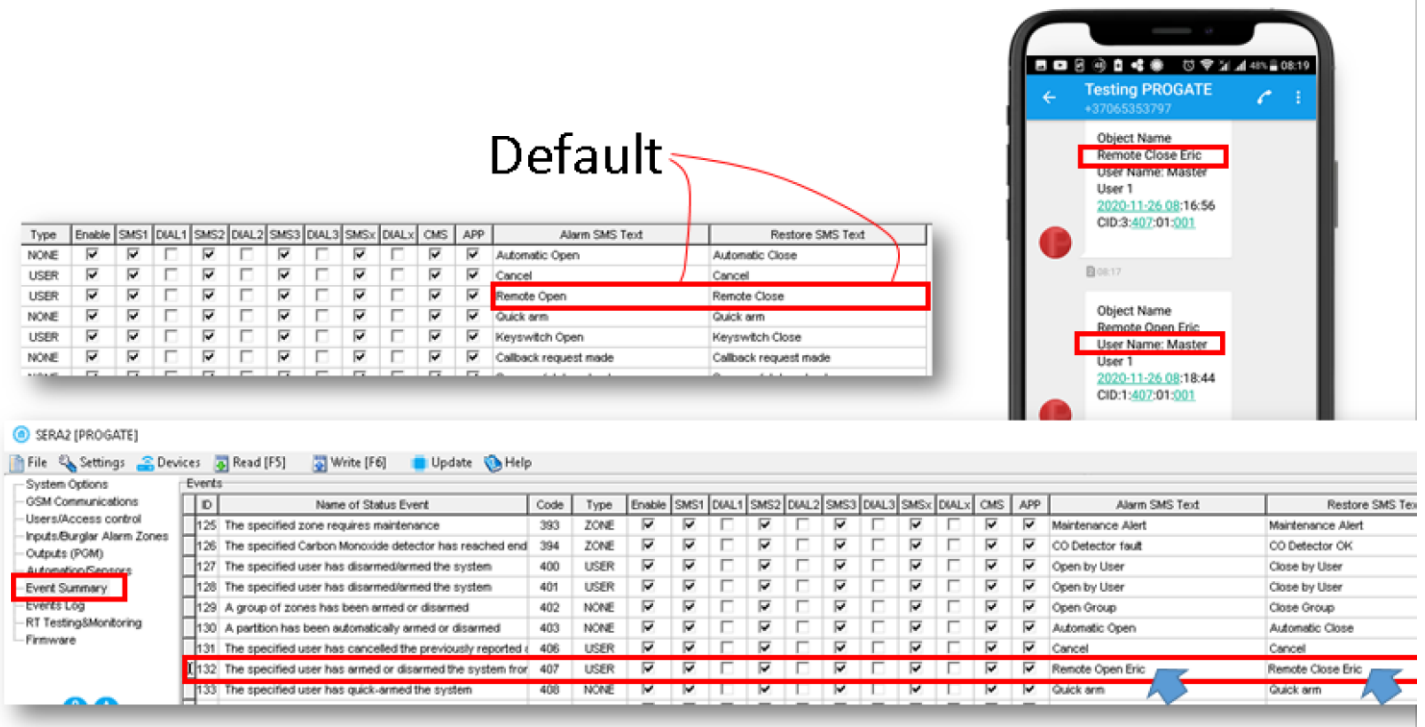 Default
Type Enable SMS1 DIAL1 SMS2 DIAL2 SMS3 DIAL3 SMSx DIALx CMS APP Alarm SMS Text Restore SMS Text
NONE Automatic Open Automatic Close
USER Cancel Cancel
USER Remote Open Remote Close
NONE Quick arm Quick arm
USER Keyswitch Open Keyswitch Close
NONE Callback request made Callback request made
48% 08:19
Testing PROGATE
+37065353797
Object Name
Remote Close Eric
User Name: Master
User 1
2020-11-26 08:16:56
CID:3:407:01:001
08:17
Object Name
Remote Open Eric
User Name: Master
User 1
2020-11-26 08:18:44
CID:1:407:01:001
SERA2 [PROGATE]
File Settings Devices Read [F5] Write [F6] Update Help
System Options
GSM Communications
Users/Access control
Inputs/Burglar Alarm Zones
Outputs (PGM)
Automation/Sensors
Event Summary
Events Log
RT Testing&Monitoring
Firmware
Events
ID Name of Status Event Code Type Enable SMS1 DIAL1 SMS2 DIAL2 SMS3 DIAL3 SMSx DIALx CMS APP Alarm SMS Text Restore SMS Tex
125 The specified zone requires maintenance 393 ZONE Maintenance Alert Maintenance Alert
126 The specified Carbon Monoxide detector has reached end 394 ZONE CO Detector fault CO Detector OK
127 The specified user has disarmed/armed the system 400 USER Open by User Close by User
128 The specified user has disarmed/armed the system 401 USER Open by User Close by User
129 A group of zones has been armed or disarmed 402 NONE Open Group Close Group
130 A partition has been automatically armed or disarmed 403 NONE Automatic Open Automatic Close
131 The specified user has cancelled the previously reported 406 USER Cancel Cancel
132 The specified user has armed or disarmed the system fror 407 USER Remote Open Eric Remote Close Eric
133 The specified user has quick-armed the system 408 NONE Quick arm Quick arm